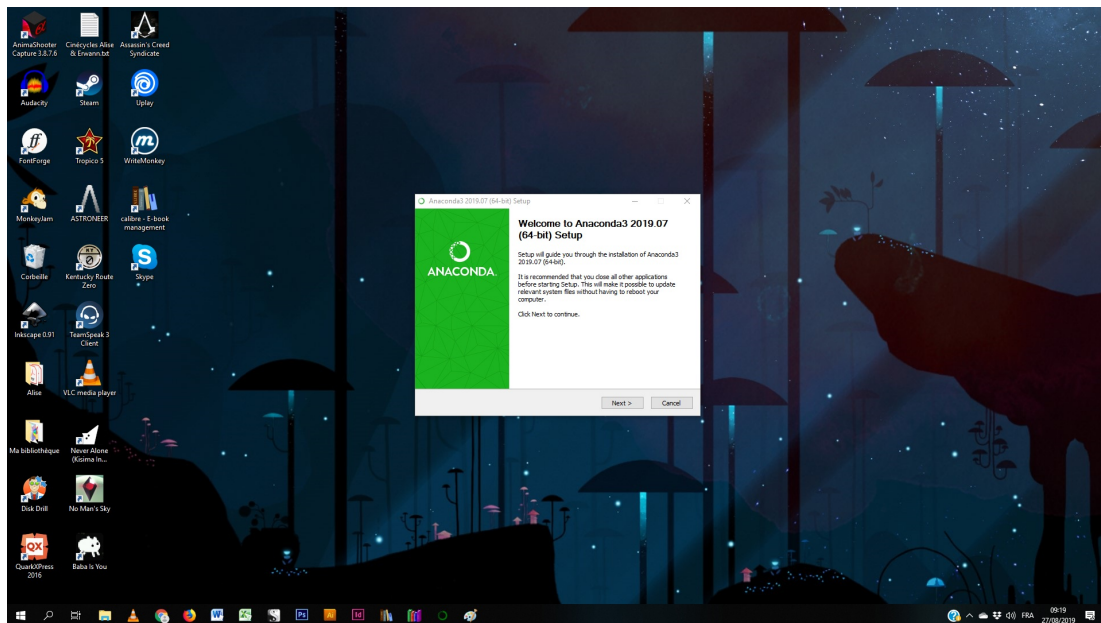 AnimaShooter
Capture 3.8.7.6
Cinécycles Alise
& Erwann.txt
Assassin's Creed
Syndicate
Audacity
Steam
Uplay
ff
FontForge
Tropico 5
m
WriteMonkey
MonkeyJam
ASTRONEER
calibre - E-book
management
Corbeille
Kentucky Route
Zero
S
Skype
Inkscape 0.91
TeamSpeak 3
Client
Alise
VLC media player
Ma bibliothèque
Never Alone
(Kisima In...
Disk Drill
No Man's Sky
QX
QuarkXPress
2016
Baba Is You
Anaconda3 2019.07 (64-bit) Setup
ANACONDA.
Welcome to Anaconda3 2019.07
(64-bit) Setup
Setup will guide you through the installation of Anaconda3
2019.07 (64-bit).
It is recommended that you close all other applications
before starting Setup. This will make it possible to update
relevant system files without having to reboot your
computer.
Click Next to continue.
Next >
Cancel
W
Ps
Ai
Id
FRA
09:19
27/08/2019